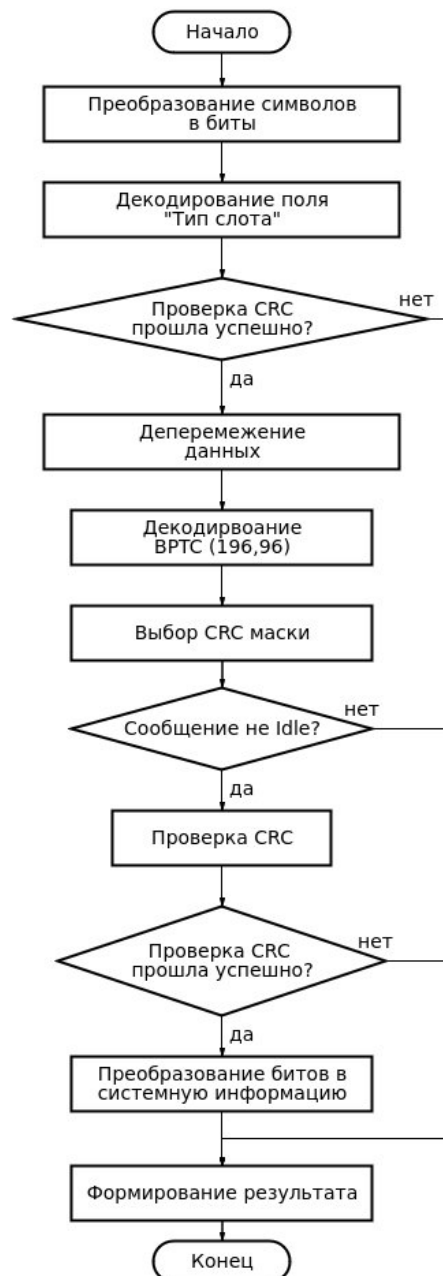 Начало
Преобразование символов
в биты
Декодирование поля
"Тип слота"
Проверка CRC
прошла успешно?
нет
да
Деперемежение
данных
Декодирвоание
BPTC (196,96)
Выбор CRC маски
Сообщение не Idle?
нет
да
Проверка CRC
Проверка CRC
прошла успешно?
нет
да
Преобразование битов в
системную информацию
Формирование результата
Конец